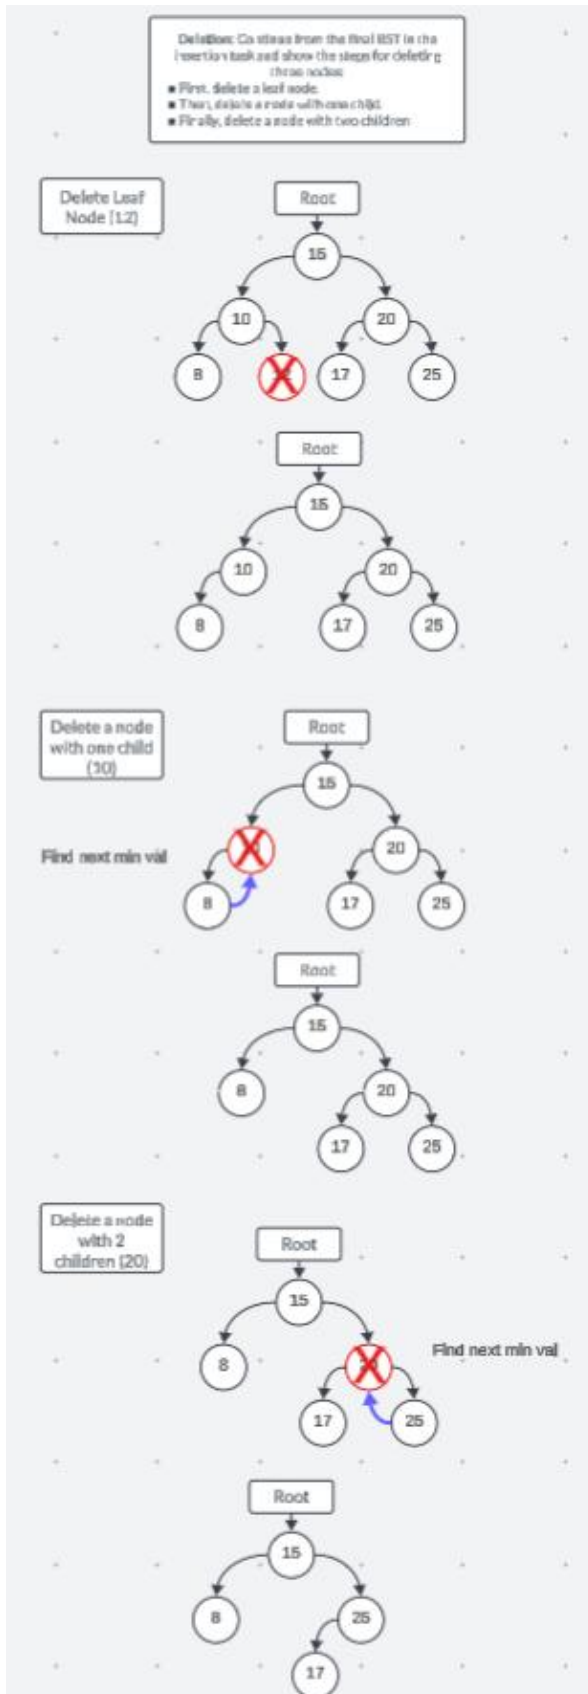 Deletion: Continue from the final BST in the
insertion task and show the steps for deleting
three nodes
▪ First, delete a leaf node.
▪ Then, delete a node with one child.
▪ Finally, delete a node with two children
Delete Leaf
Node (12)
Root
15
10
20
8
17
25
Root
15
10
20
8
17
25
Delete a node
with one child
(10)
Root
15
20
Find next min val
8
17
25
Root
15
8
20
17
25
Delete a node
with 2
children (20)
Root
15
8
Find next min val
17
25
Root
15
8
25
17